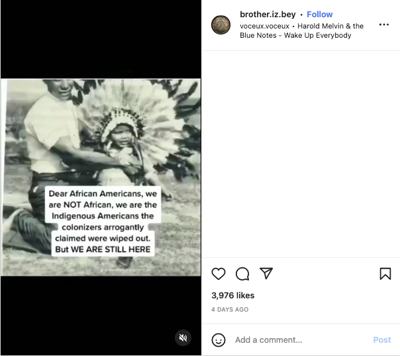 brother.iz.bey • Follow
voceux.voceux • Harold Melvin & the
Blue Notes - Wake Up Everybody
Dear African Americans, we
are NOT African, we are the
Indigenous Americans the
colonizers arrogantly
claimed were wiped out.
But WE ARE STILL HERE
3,976 likes
4 DAYS AGO
Add a comment...
Post